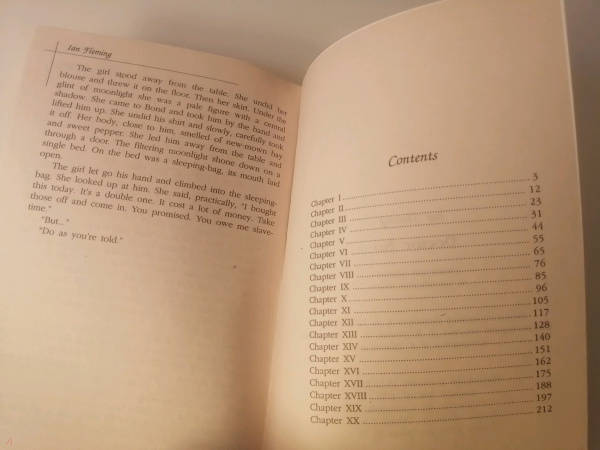 Ian Fleming
The girl stood away from the table. She undid her
blouse and threw it on the floor. Then her skirt. Under the
glint of moonlight she was a pale figure with a central
shadow. She came to Bond and took him by the hand and
lifted him up. She undid his shirt and slowly, carefully took
it off. Her body, close to him, smelled of new-mown hay
and sweet pepper. She led him away from the table and
through a door. The filtering moonlight shone down on a
single bed. On the bed was a sleeping-bag, its mouth laid
open.
The girl let go his hand and climbed into the sleeping-
bag. She looked up at him. She said, practically, "I bought
this today. It's a double one. It cost a lot of money. Take
those off and come in. You promised. You owe me slave-
time."
"But..."
"Do as you're told."
Contents
Chapter I 3
Chapter II 12
Chapter III 23
Chapter IV 31
Chapter V 44
Chapter VI 55
Chapter VII 65
Chapter VIII 76
Chapter IX 85
Chapter X 96
Chapter XI 105
Chapter XII 117
Chapter XIII 128
Chapter XIV 140
Chapter XV 151
Chapter XVI 162
Chapter XVII 175
Chapter XVIII 188
Chapter XIX 197
Chapter XX 212